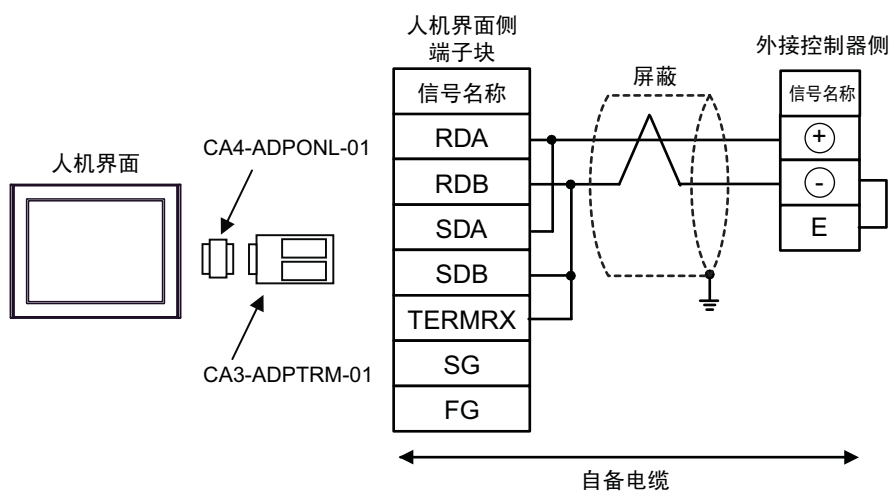 人机界面侧
端子块
外接控制器侧
屏蔽
信号名称
信号名称
RDA
+
CA4-ADPONL-01
人机界面
RDB
-
SDA
E
SDB
TERMRX
CA3-ADPTRM-01
SG
FG
自备电缆